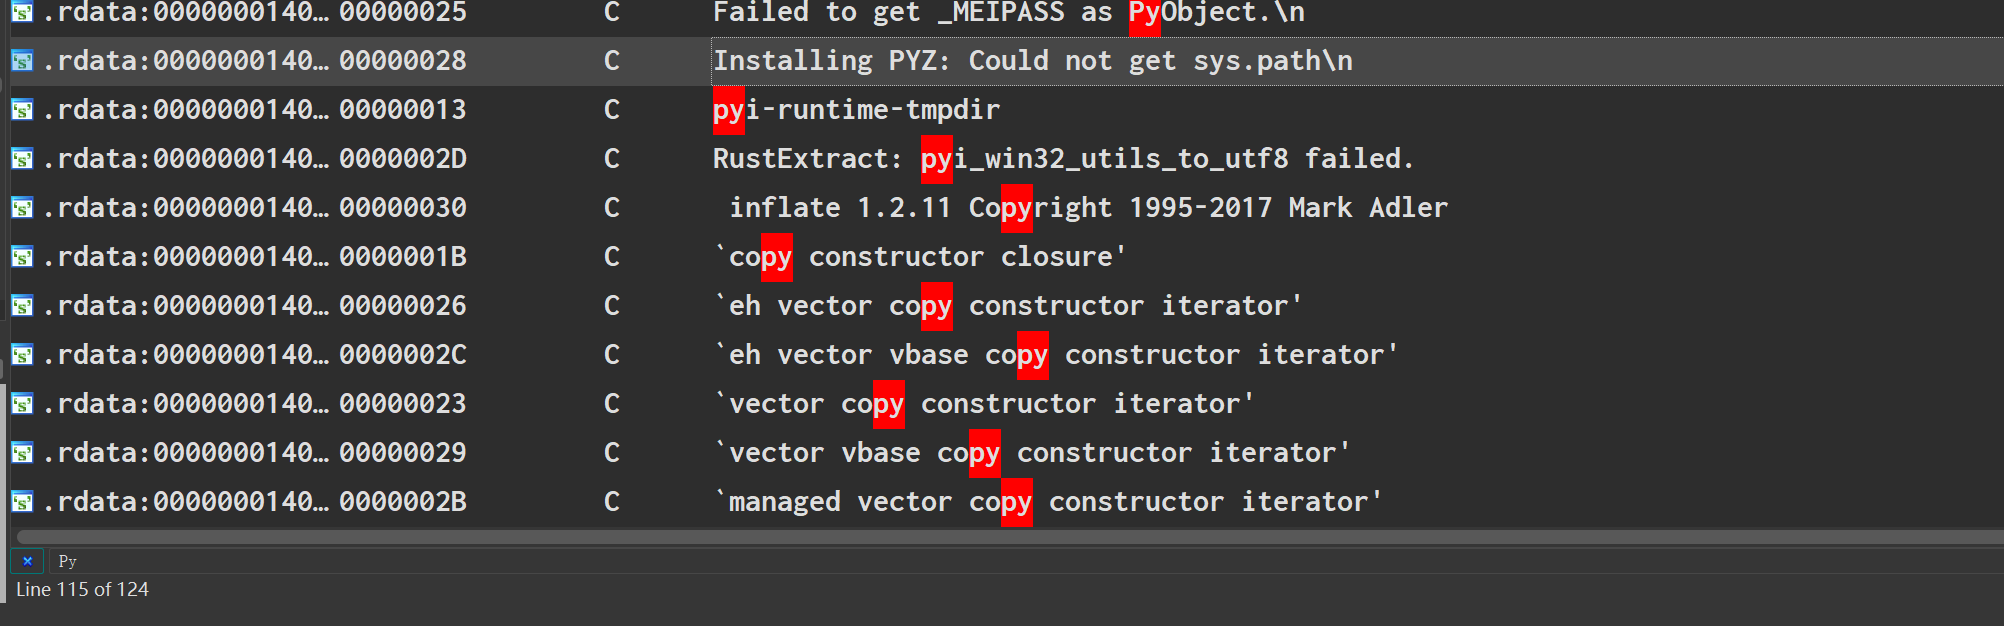 .rdata:0000000140… 00000025 C Failed to get _MEIPASS as PyObject.\n
.rdata:0000000140… 00000028 C Installing PYZ: Could not get sys.path\n
.rdata:0000000140… 00000013 C pyi-runtime-tmpdir
.rdata:0000000140… 0000002D C RustExtract: pyi_win32_utils_to_utf8 failed.
.rdata:0000000140… 00000030 C  inflate 1.2.11 Copyright 1995-2017 Mark Adler
.rdata:0000000140… 0000001B C `copy constructor closure'
.rdata:0000000140… 00000026 C `eh vector copy constructor iterator'
.rdata:0000000140… 0000002C C `eh vector vbase copy constructor iterator'
.rdata:0000000140… 00000023 C `vector copy constructor iterator'
.rdata:0000000140… 00000029 C `vector vbase copy constructor iterator'
.rdata:0000000140… 0000002B C `managed vector copy constructor iterator'
Py
Line 115 of 124